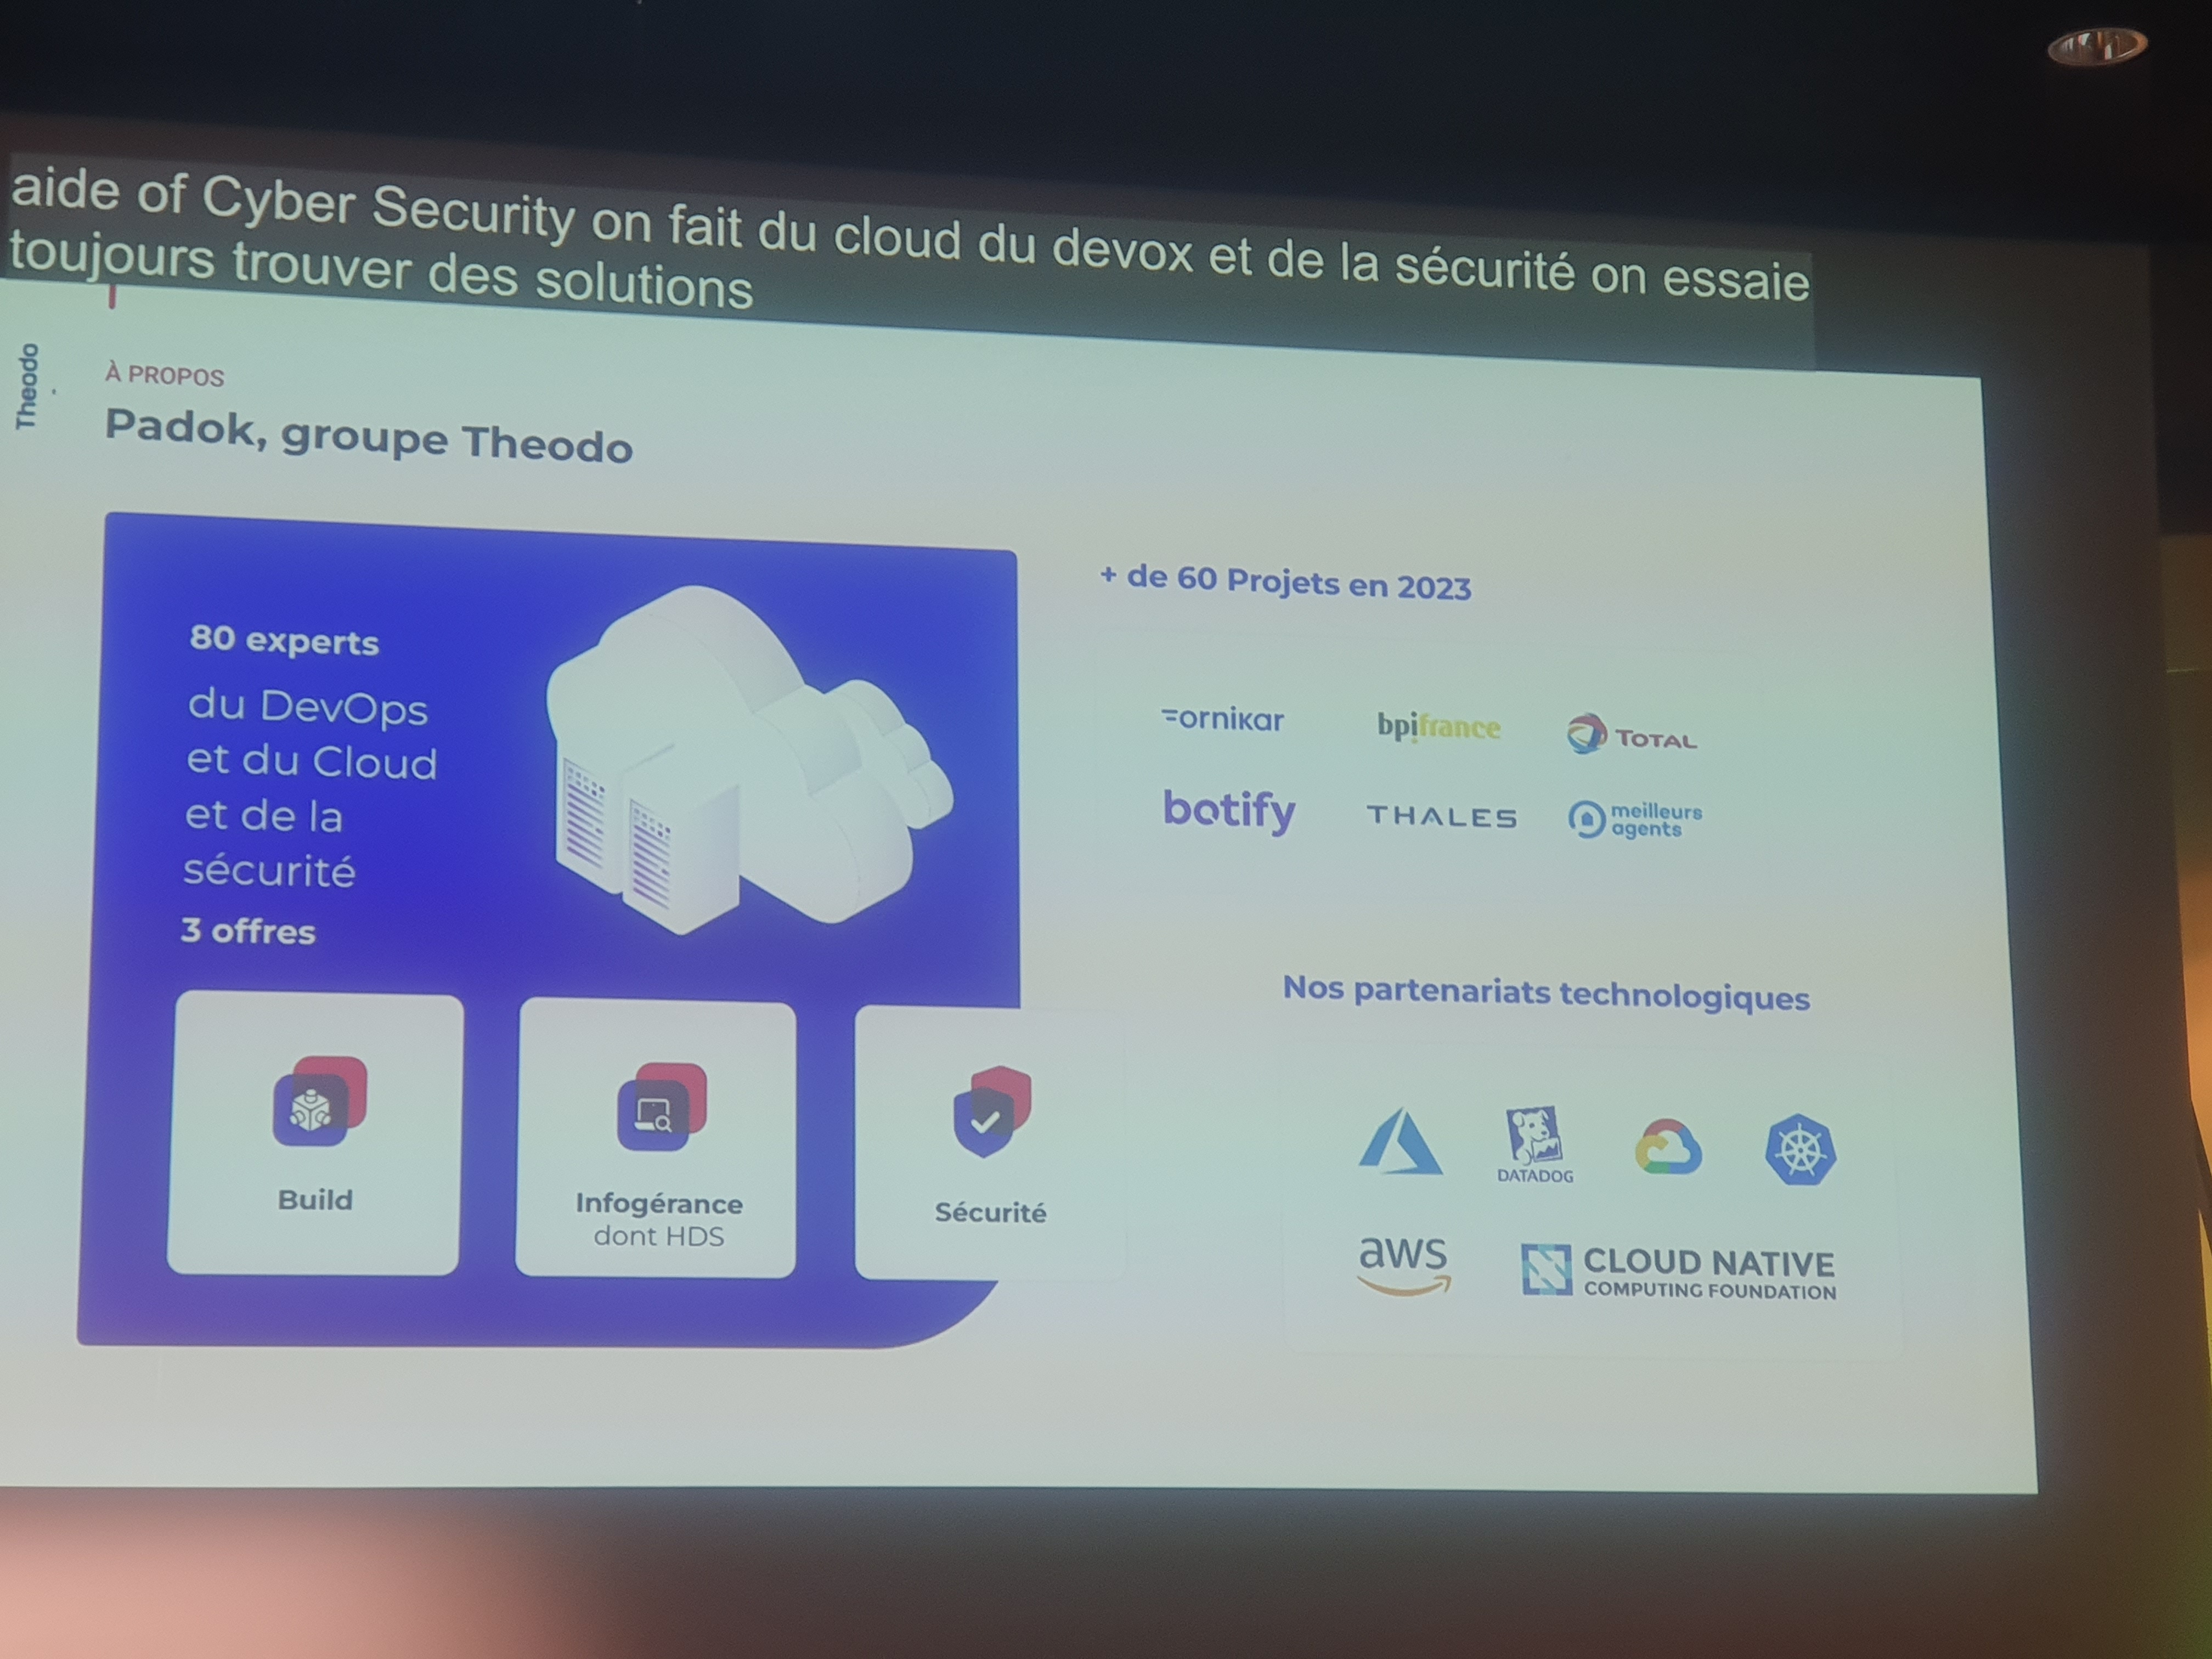 aide of Cyber Security on fait du cloud du devox et de la sécurité on essaie
toujours trouver des solutions
Theodo
À PROPOS
Padok, groupe Theodo
80 experts
du DevOps
et du Cloud
et de la
sécurité
3 offres
Build
Infogérance
dont HDS
Sécurité
+ de 60 Projets en 2023
ornikar
bpifrance
TOTAL
botify
THALES
meilleurs
agents
Nos partenariats technologiques
DATADOG
aws
CLOUD NATIVE
COMPUTING FOUNDATION